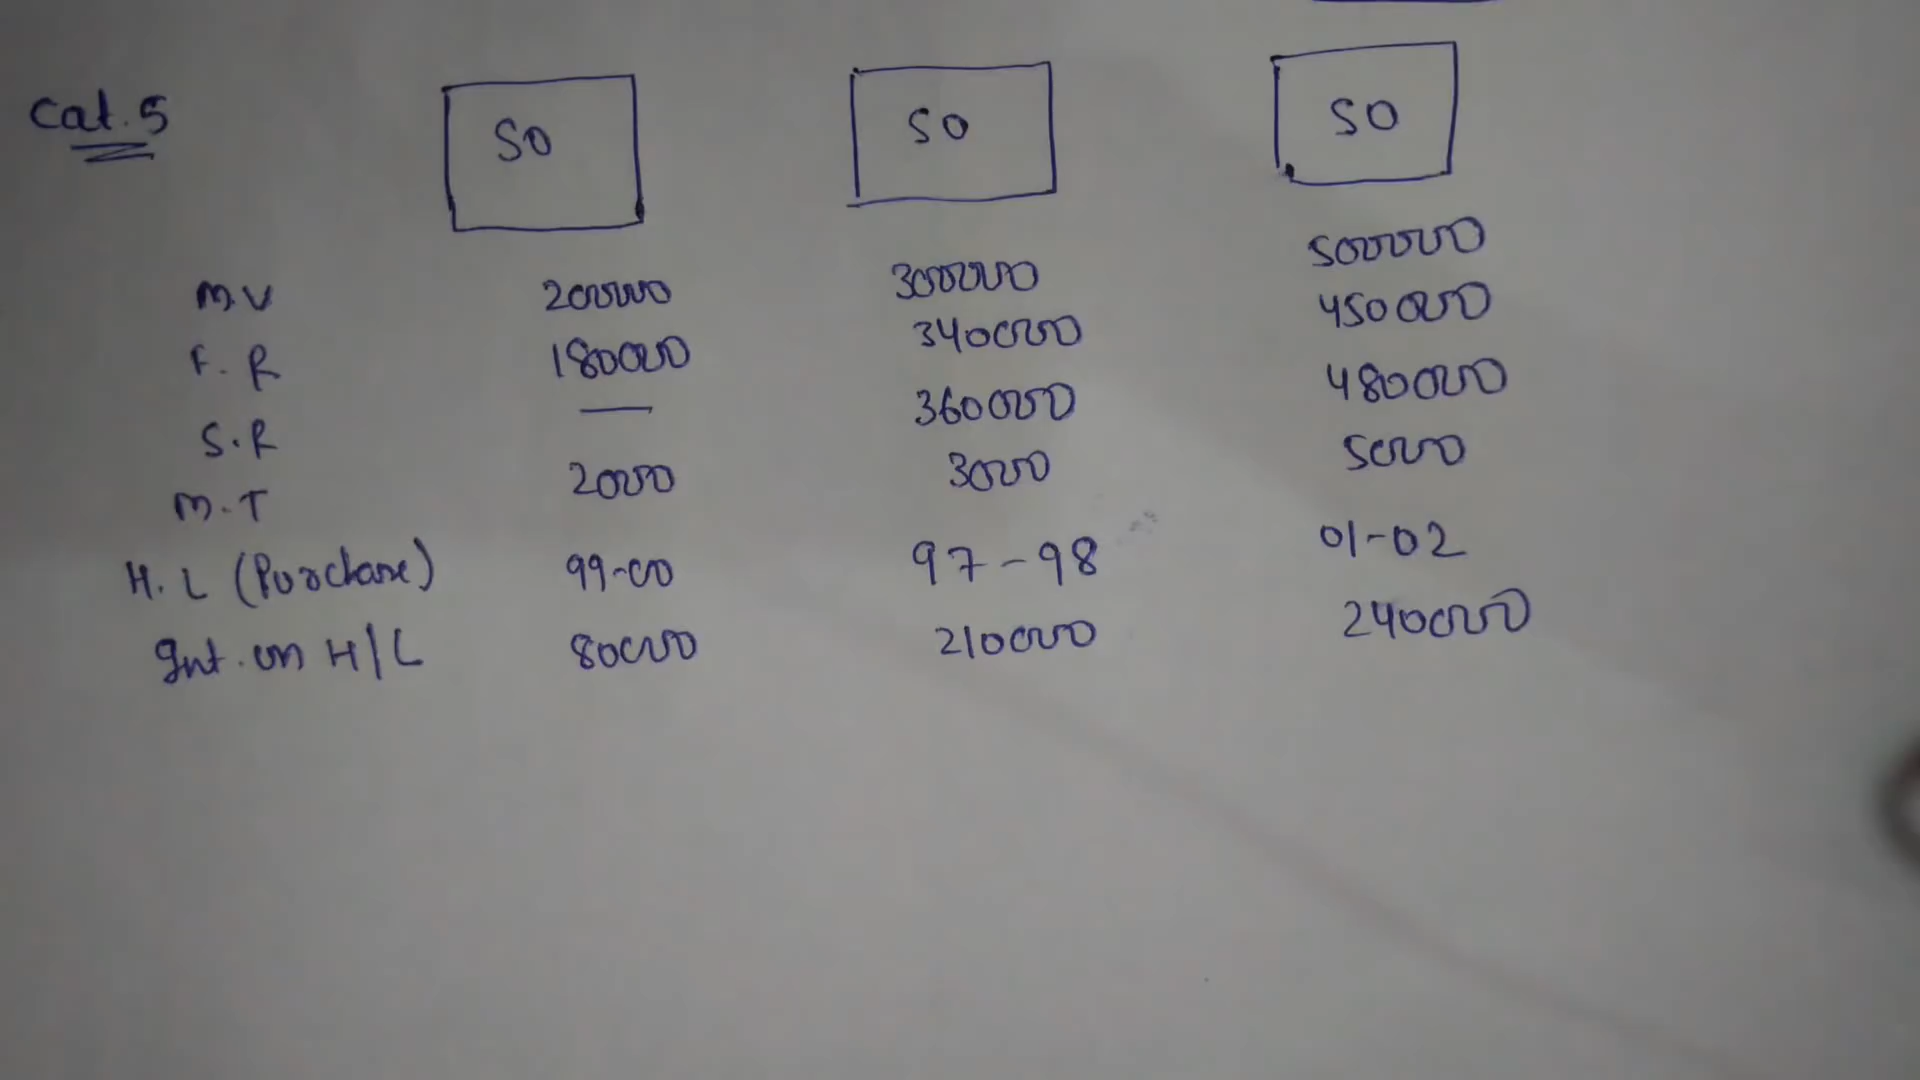 Cat. 5 SO SO SO
M.V 200000 300000 500000
F.R 180000 340000 450000
S.R — 360000 480000
M.T 2000 3000 5000
H.L (Purchase) 99-00 97-98 01-02
Int. on H/L 80000 210000 240000